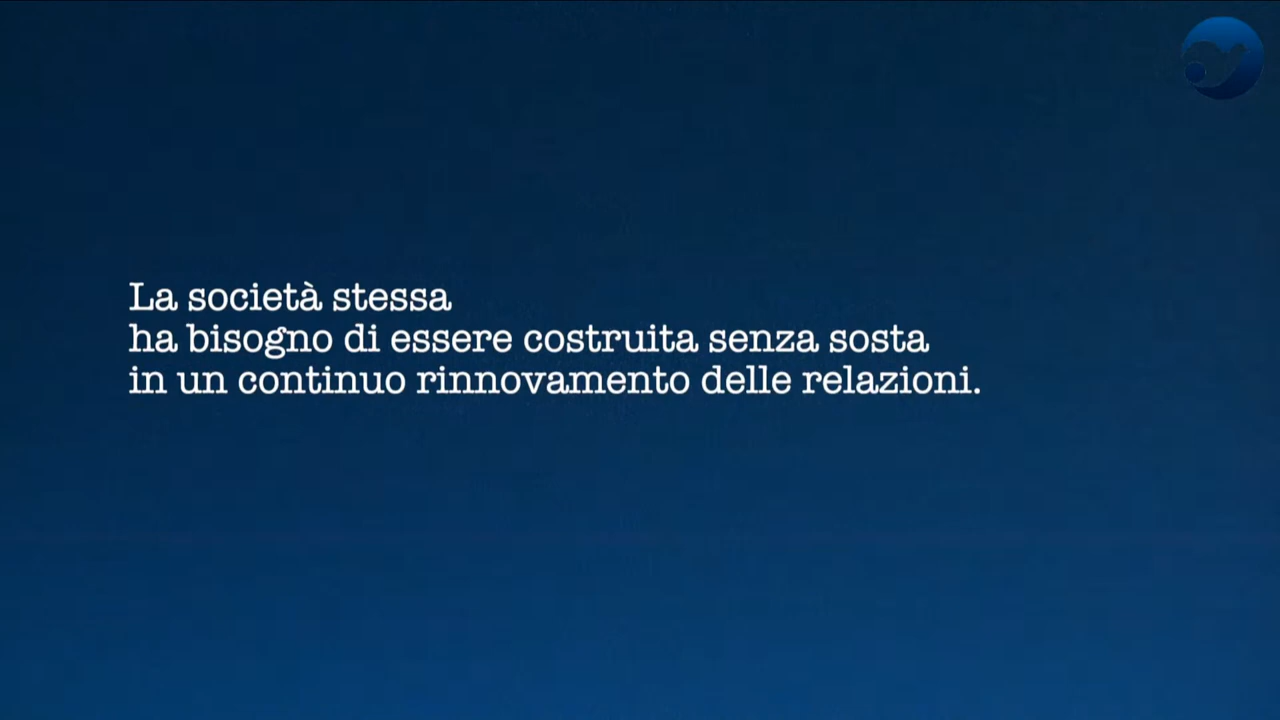 La società stessa
ha bisogno di essere costruita senza sosta
in un continuo rinnovamento delle relazioni.